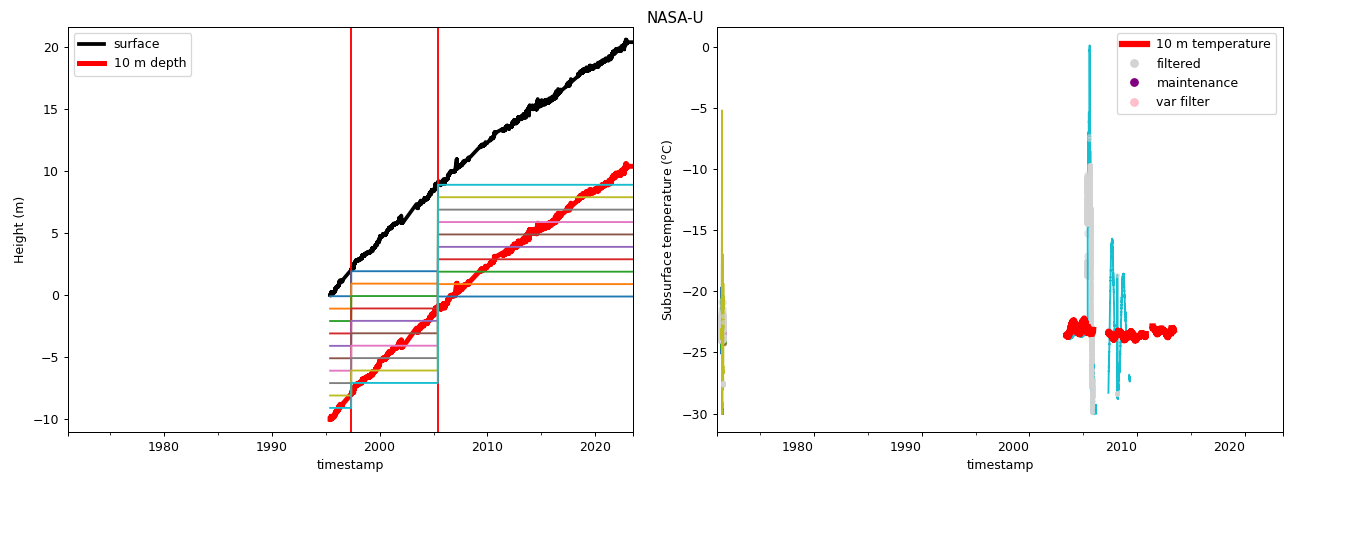 NASA-U
surface
10 m depth
20
15
10
5
0
−5
−10
Height (m)
1980
1990
2000
2010
2020
timestamp
10 m temperature
filtered
maintenance
var filter
0
−5
−10
−15
−20
−25
−30
Subsurface temperature (°C)
1980
1990
2000
2010
2020
timestamp